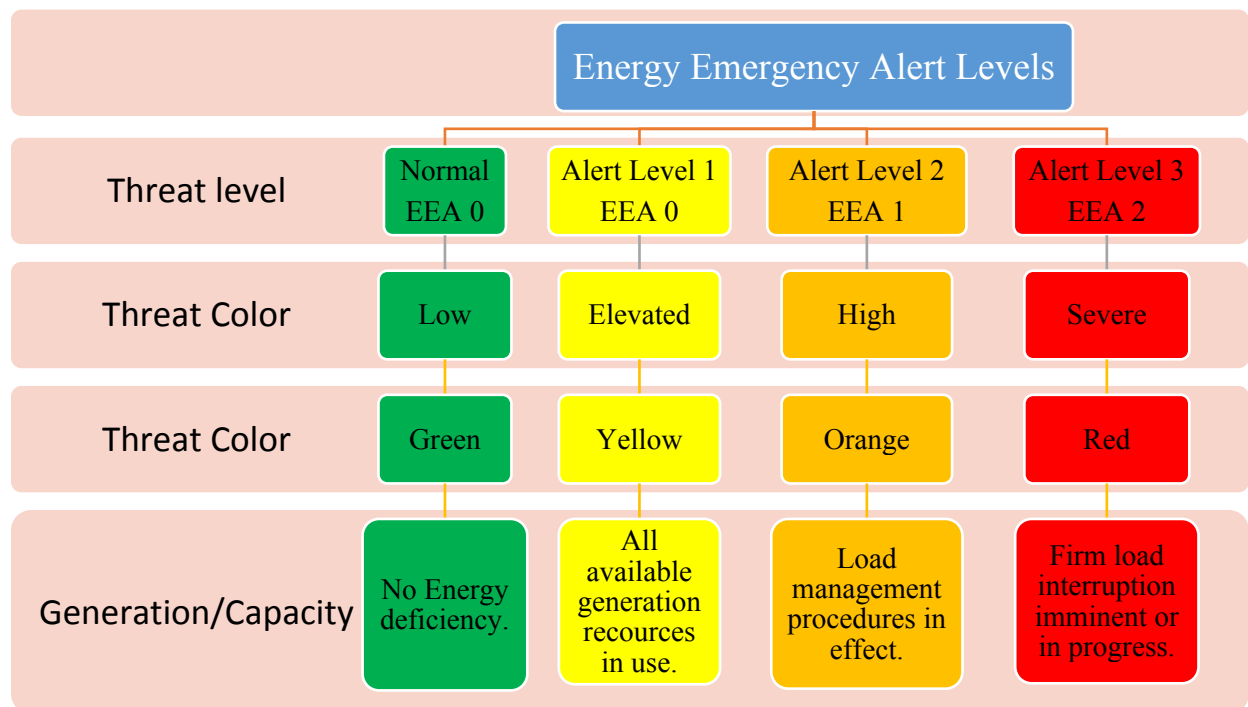 Energy Emergency Alert Levels
Threat level
Normal
EEA 0
Alert Level 1
EEA 0
Alert Level 2
EEA 1
Alert Level 3
EEA 2
Threat Color
Low
Elevated
High
Severe
Threat Color
Green
Yellow
Orange
Red
Generation/Capacity
No Energy
deficiency.
All
available
generation
recources
in use.
Load
management
procedures in
effect.
Firm load
interruption
imminent or
in progress.